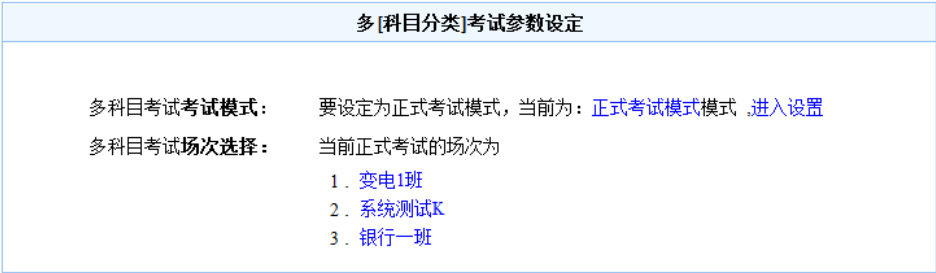 多[科目分类]考试参数设定
多科目考试考试模式： 要设定为正式考试模式，当前为：正式考试模式模式 ,进入设置
多科目考试场次选择： 当前正式考试的场次为
1. 变电1班
2. 系统测试K
3. 银行一班